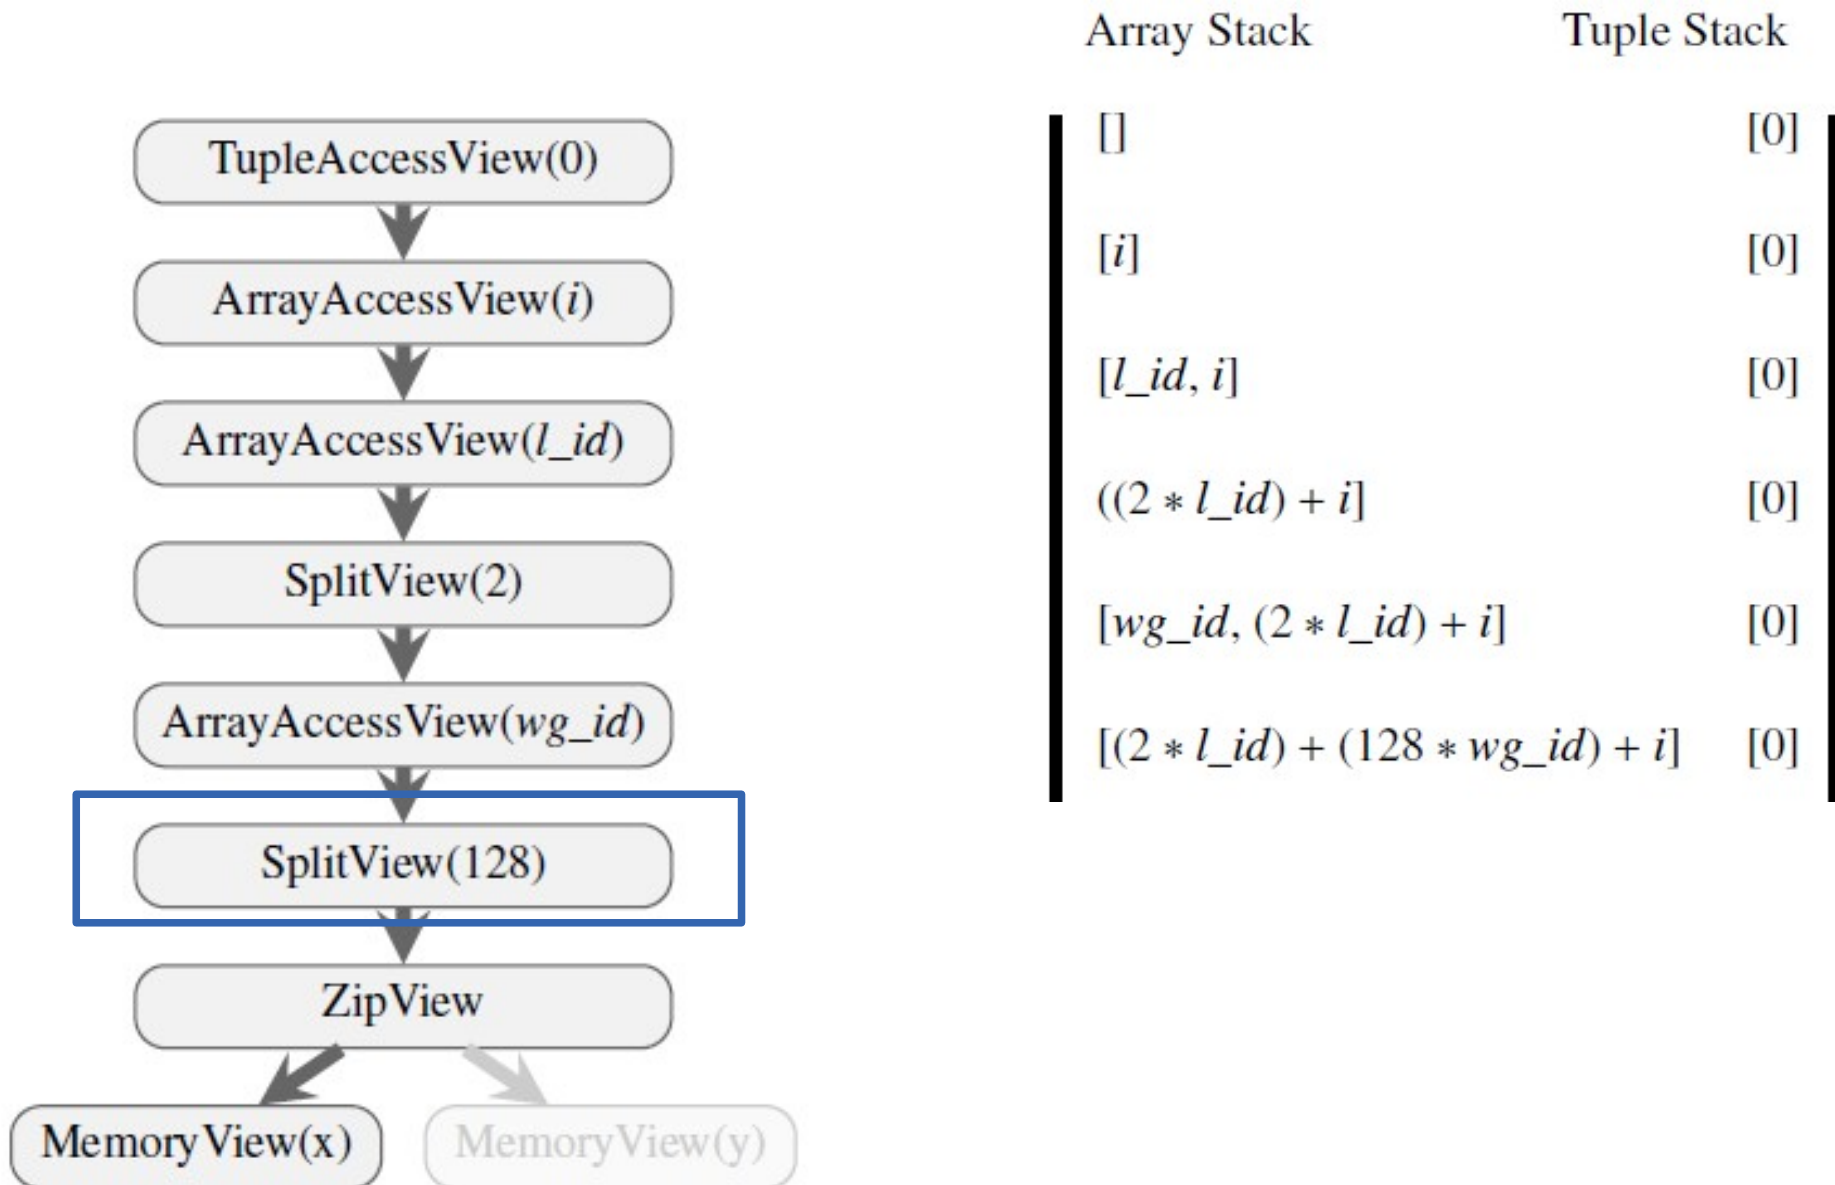 Array Stack Tuple Stack
[] [0]
TupleAccessView(0)
[i] [0]
ArrayAccessView(i)
[l_id, i] [0]
ArrayAccessView(l_id)
((2 * l_id) + i] [0]
SplitView(2)
[wg_id, (2 * l_id) + i] [0]
ArrayAccessView(wg_id)
[(2 * l_id) + (128 * wg_id) + i] [0]
SplitView(128)
ZipView
MemoryView(x) MemoryView(y)